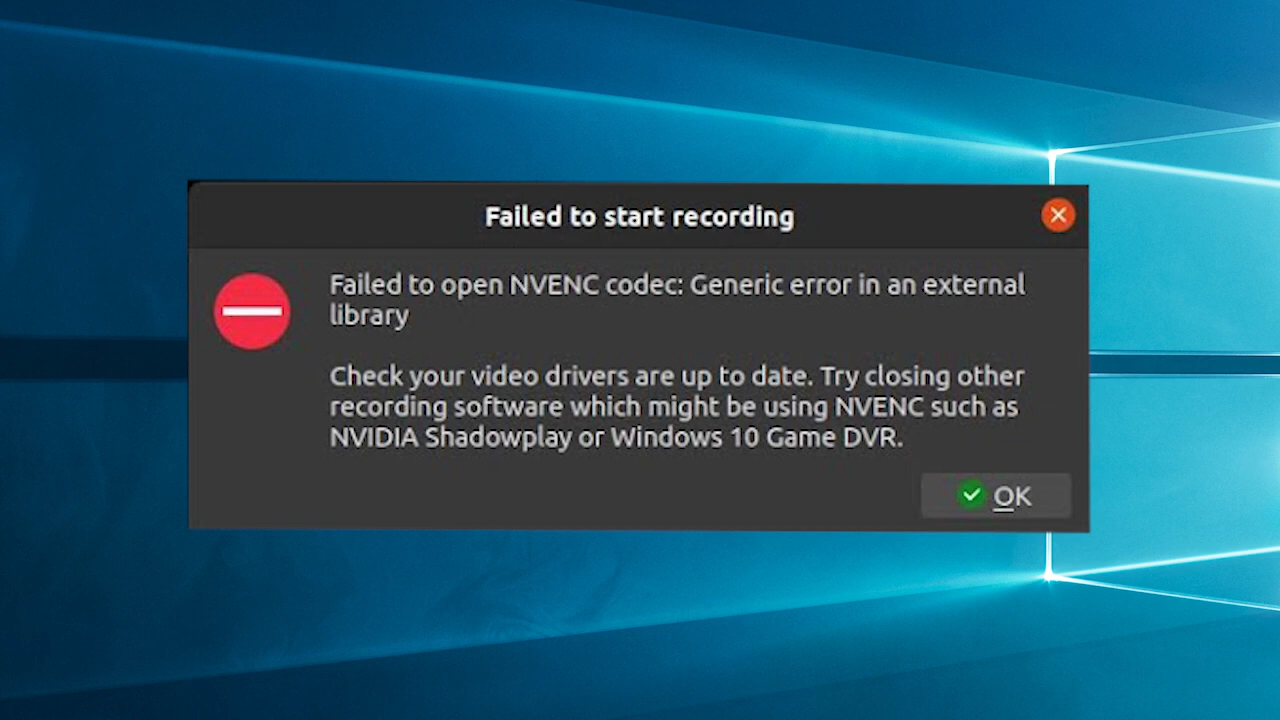 Failed to start recording
Failed to open NVENC codec: Generic error in an external
library
Check your video drivers are up to date. Try closing other
recording software which might be using NVENC such as
NVIDIA Shadowplay or Windows 10 Game DVR.
OK